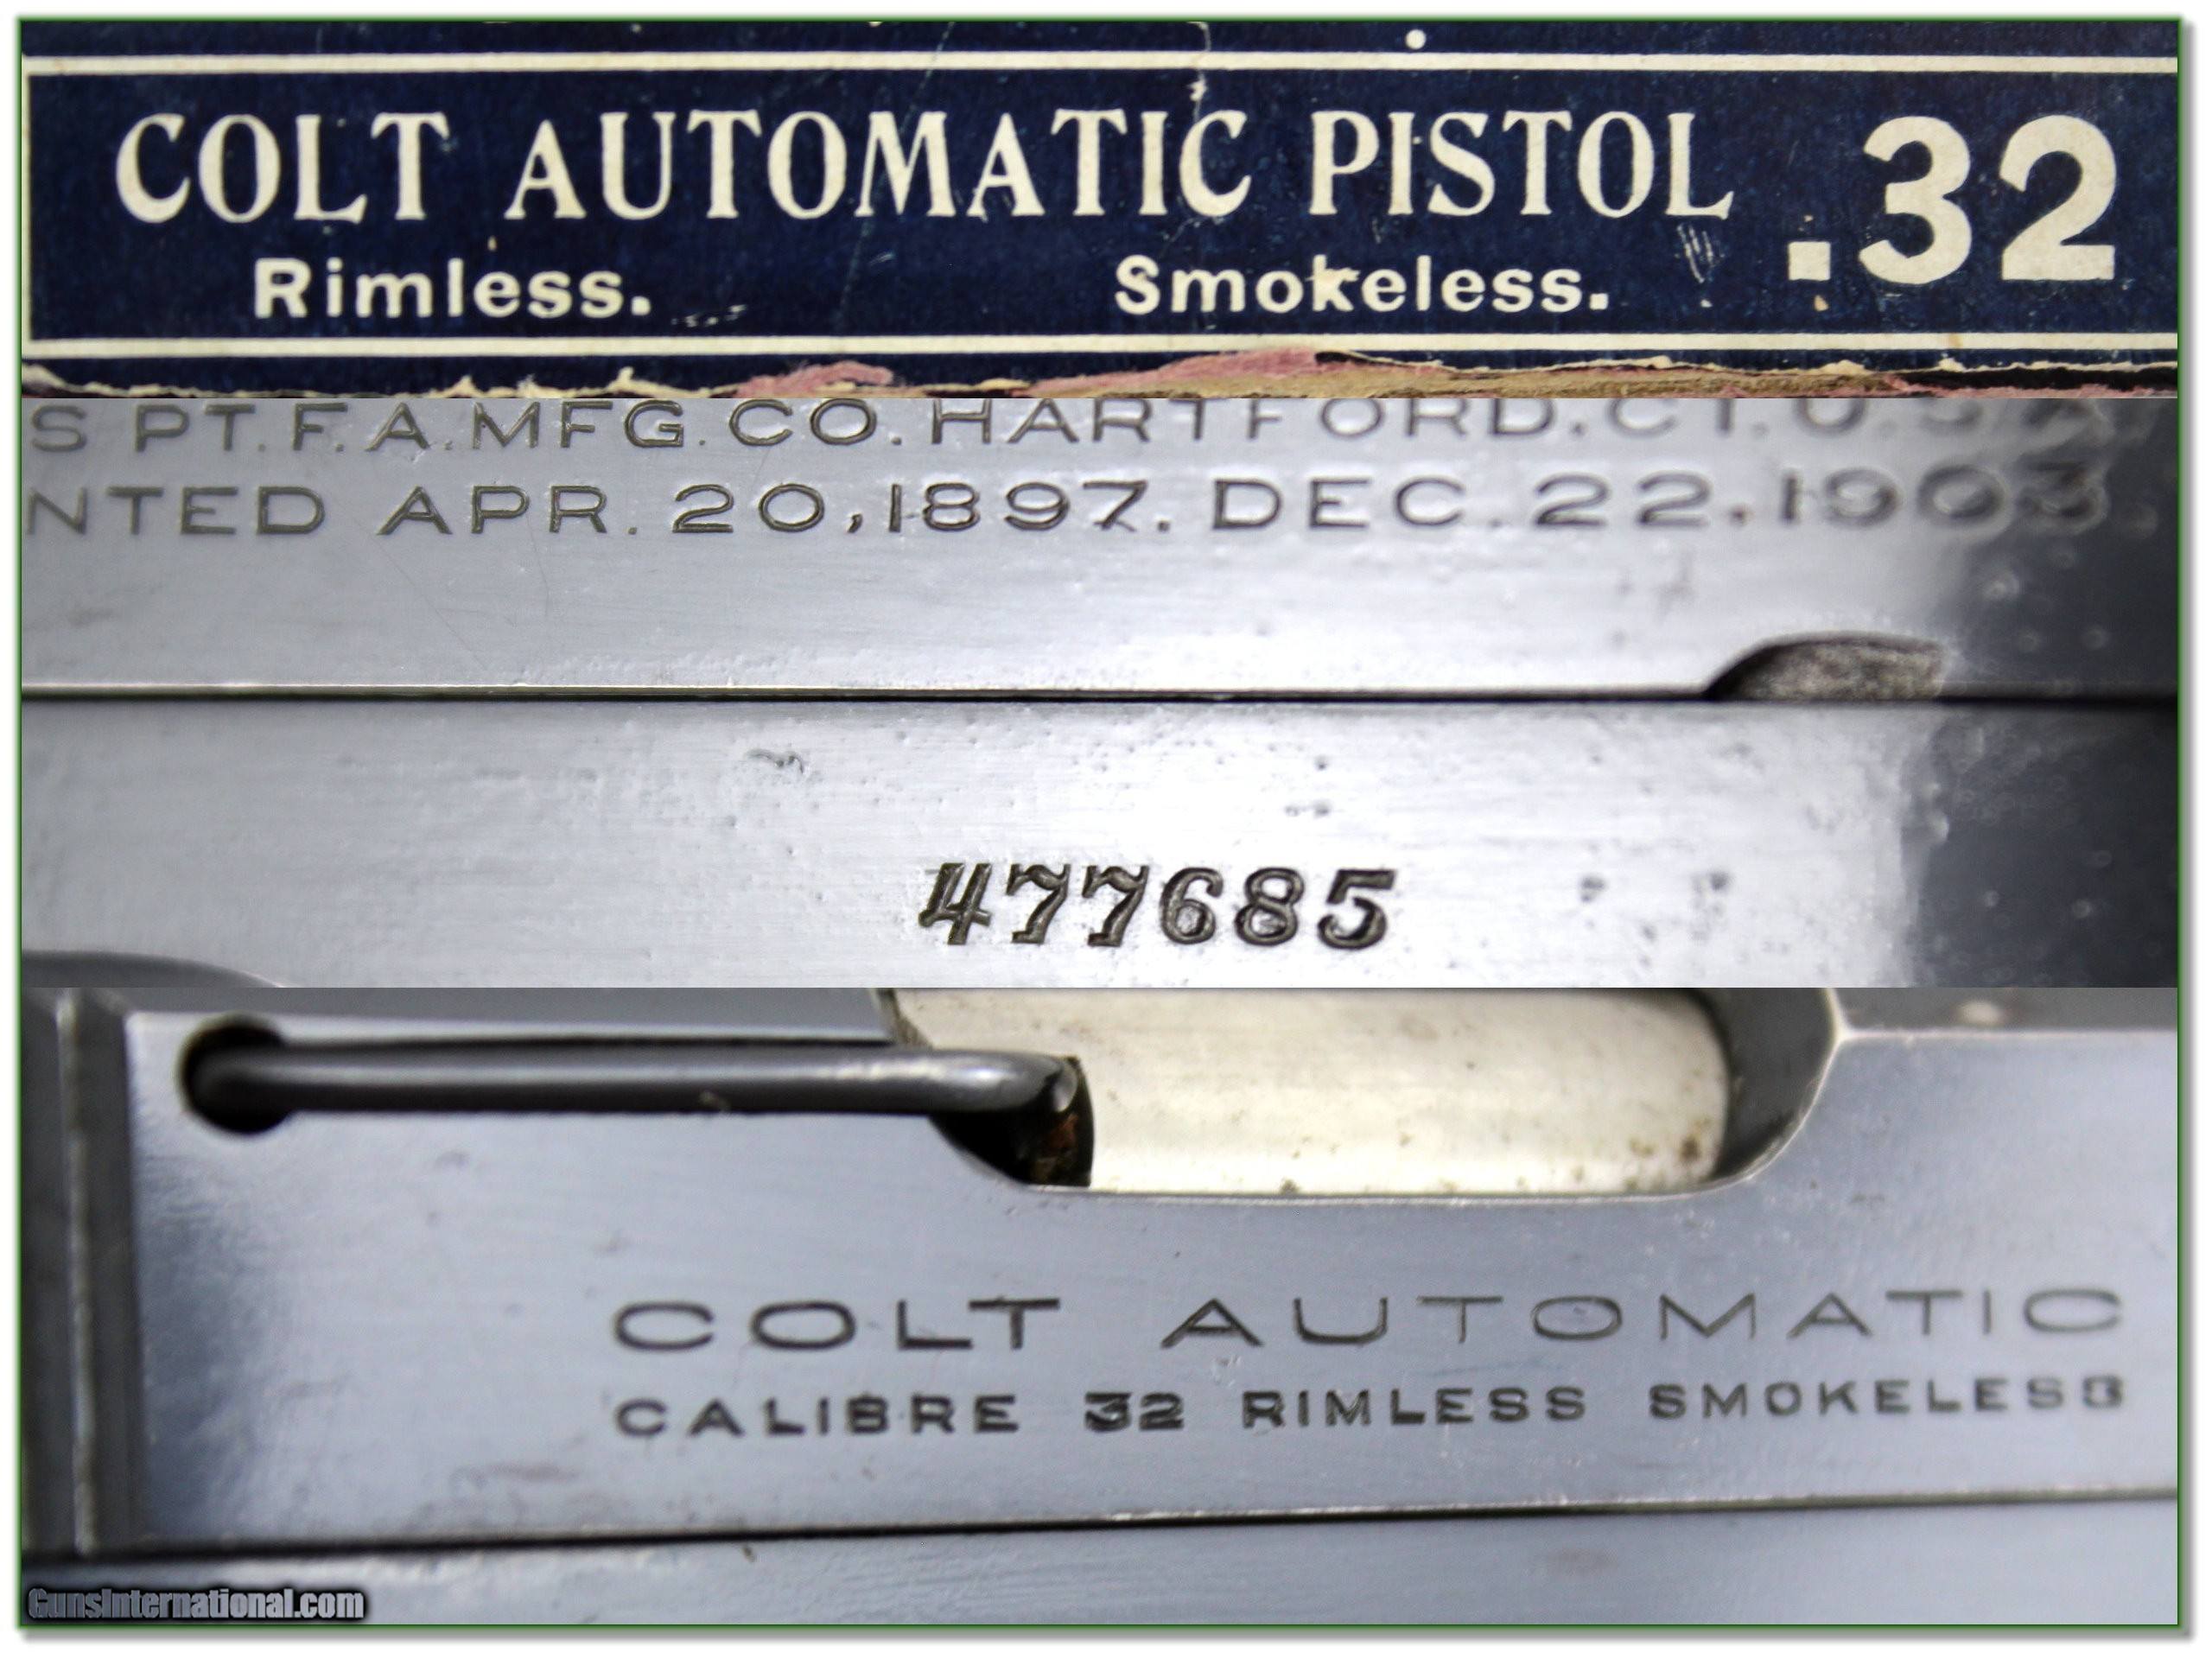 COLT AUTOMATIC PISTOL .32
Rimless. Smokeless.
S PT. F. A. MFG. CO. HARTFORD. CT. U.S.A.
NTED APR. 20, 1897. DEC. 22, 1903
477685
COLT AUTOMATIC
CALIBRE 32 RIMLESS SMOKELESS
GunsInternational.com